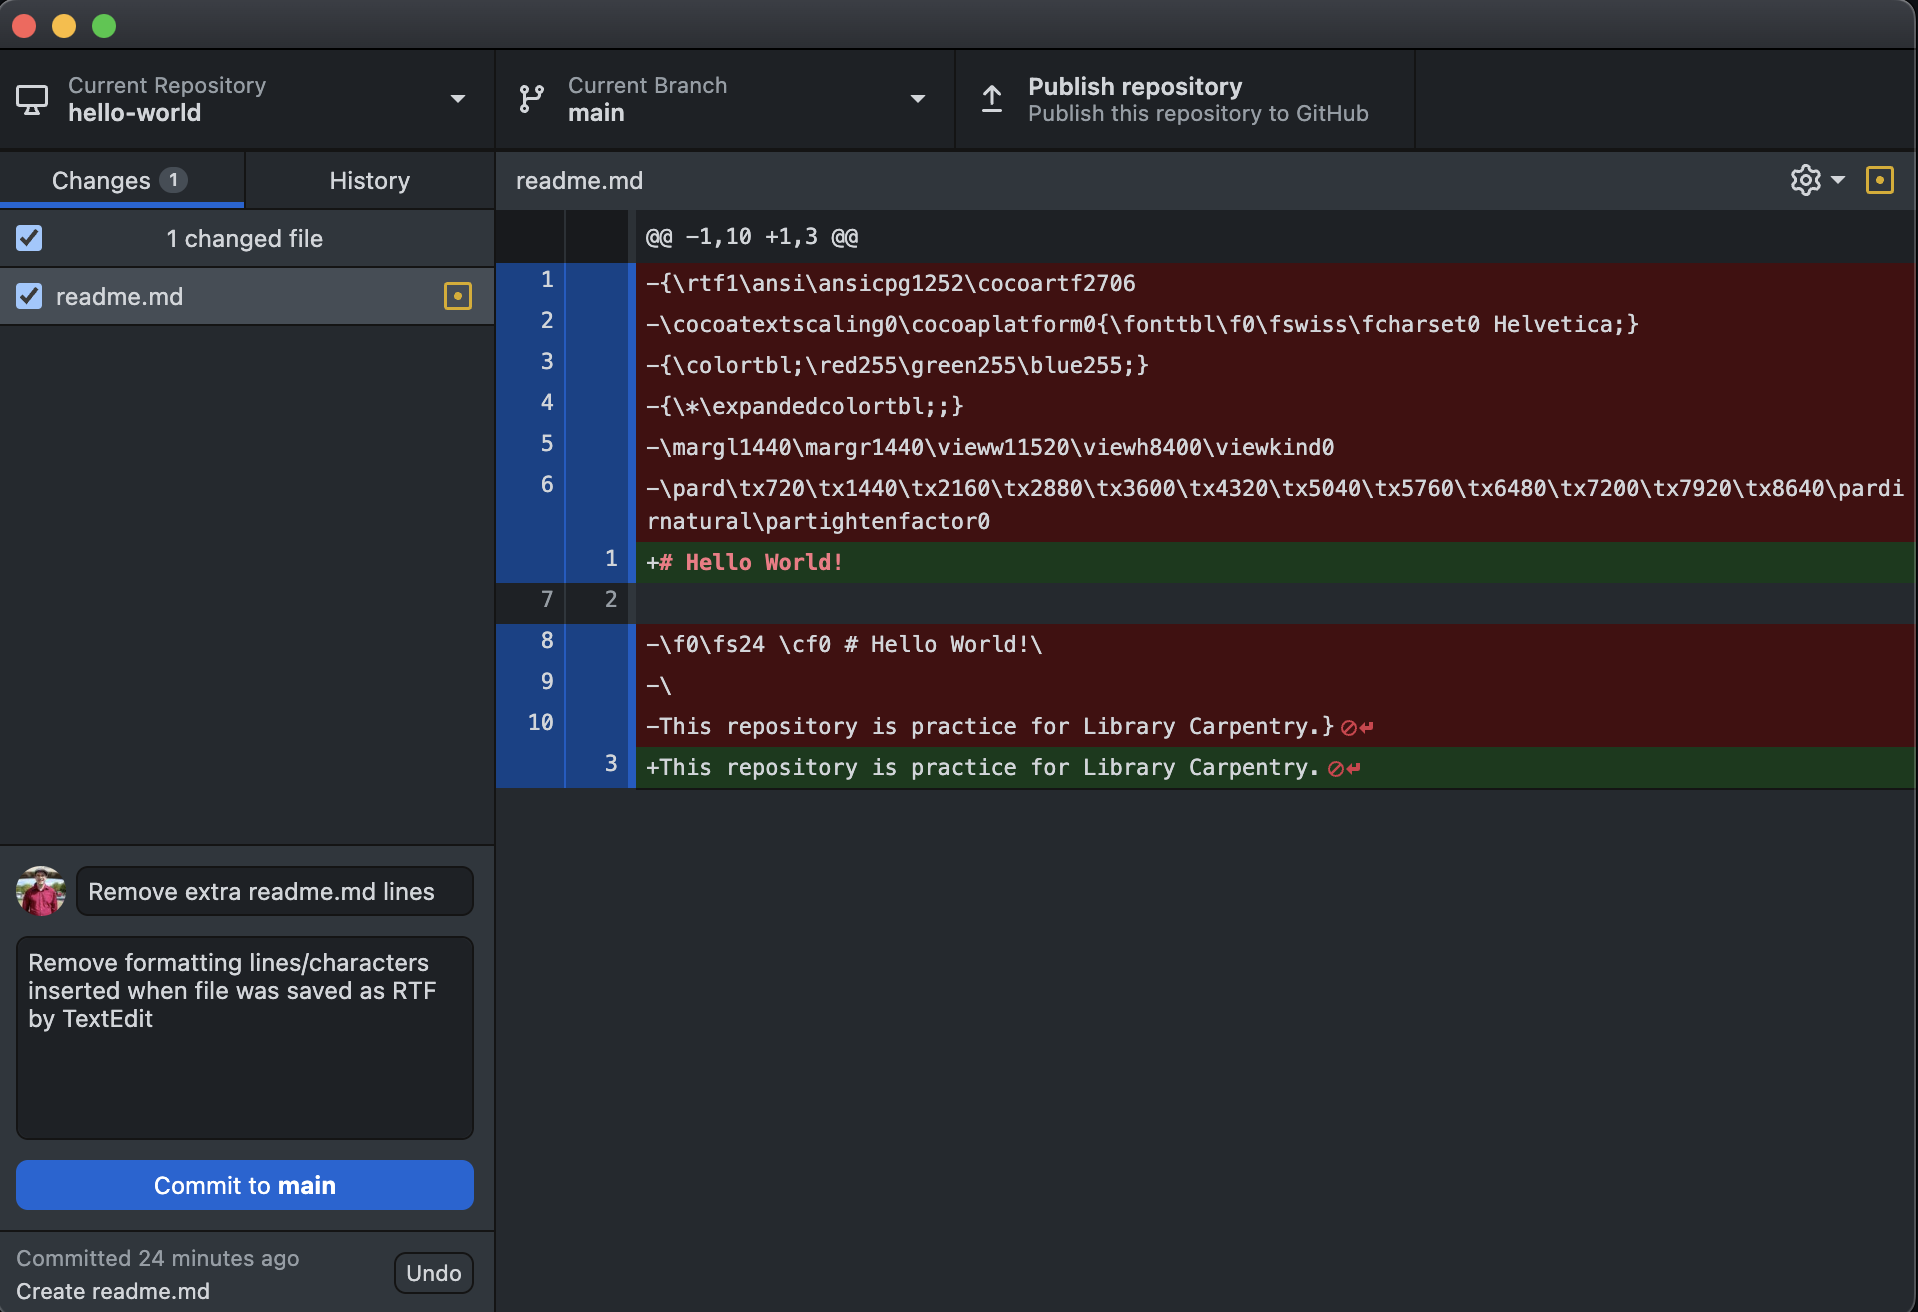 Current Repository
hello-world
Current Branch
main
Publish repository
Publish this repository to GitHub
Changes 1
History
readme.md
1 changed file
readme.md
@@ -1,10 +1,3 @@
1 -{\rtf1\ansi\ansicpg1252\cocoartf2706
2 -\cocoatextscaling0\cocoaplatform0{\fonttbl\f0\fswiss\fcharset0 Helvetica;}
3 -{\colortbl;\red255\green255\blue255;}
4 -{\*\expandedcolortbl;;}
5 -\margl1440\margr1440\vieww11520\viewh8400\viewkind0
6 -\pard\tx720\tx1440\tx2160\tx2880\tx3600\tx4320\tx5040\tx5760\tx6480\tx7200\tx7920\tx8640\pardi
rnatural\partightenfactor0
1 +# Hello World!
7 2
8 -\f0\fs24 \cf0 # Hello World!\
9 -\
10 -This repository is practice for Library Carpentry.}
3 +This repository is practice for Library Carpentry.
Remove extra readme.md lines
Remove formatting lines/characters
inserted when file was saved as RTF
by TextEdit
Commit to main
Committed 24 minutes ago
Create readme.md
Undo